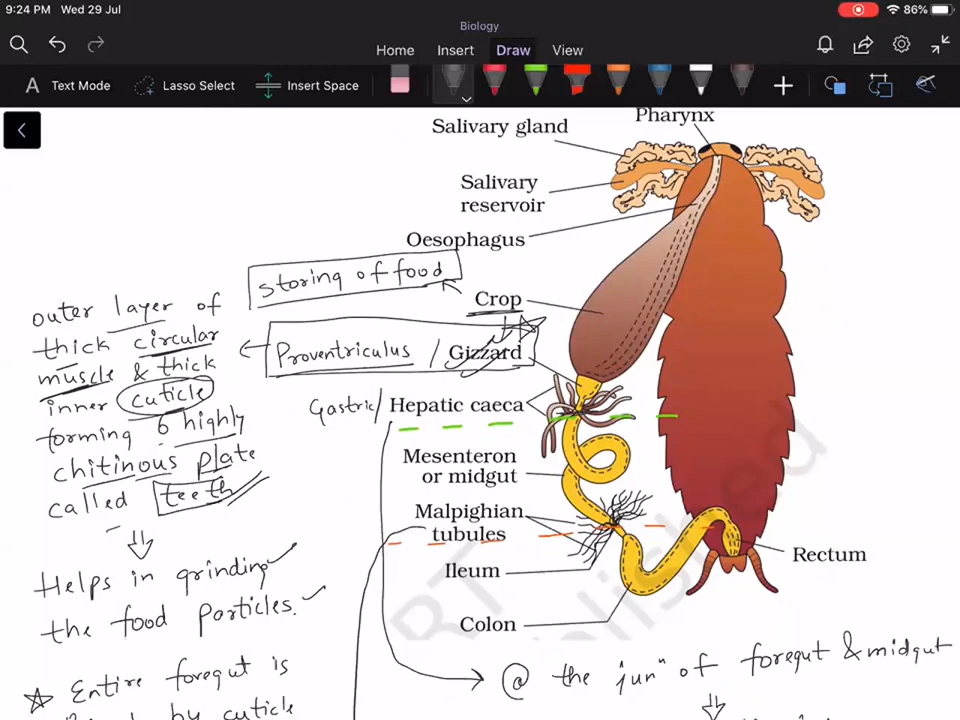 9:24 PM Wed 29 Jul
86%
Biology
Home Insert Draw View
Text Mode Lasso Select Insert Space
Pharynx
Salivary gland
Salivary
reservoir
Oesophagus
storing of food
Crop
Proventriculus / Gizzard
outer layer of
thick circular
muscle & thick
inner cuticle
forming 6 highly
chitinous plate
called teeth
Gastric/ Hepatic caeca
Mesenteron
or midgut
Malpighian
tubules
Ileum
Rectum
Colon
Helps in grinding
the food particles.
@ the junⁿ of foregut & midgut
Entire foregut is
by cuticle